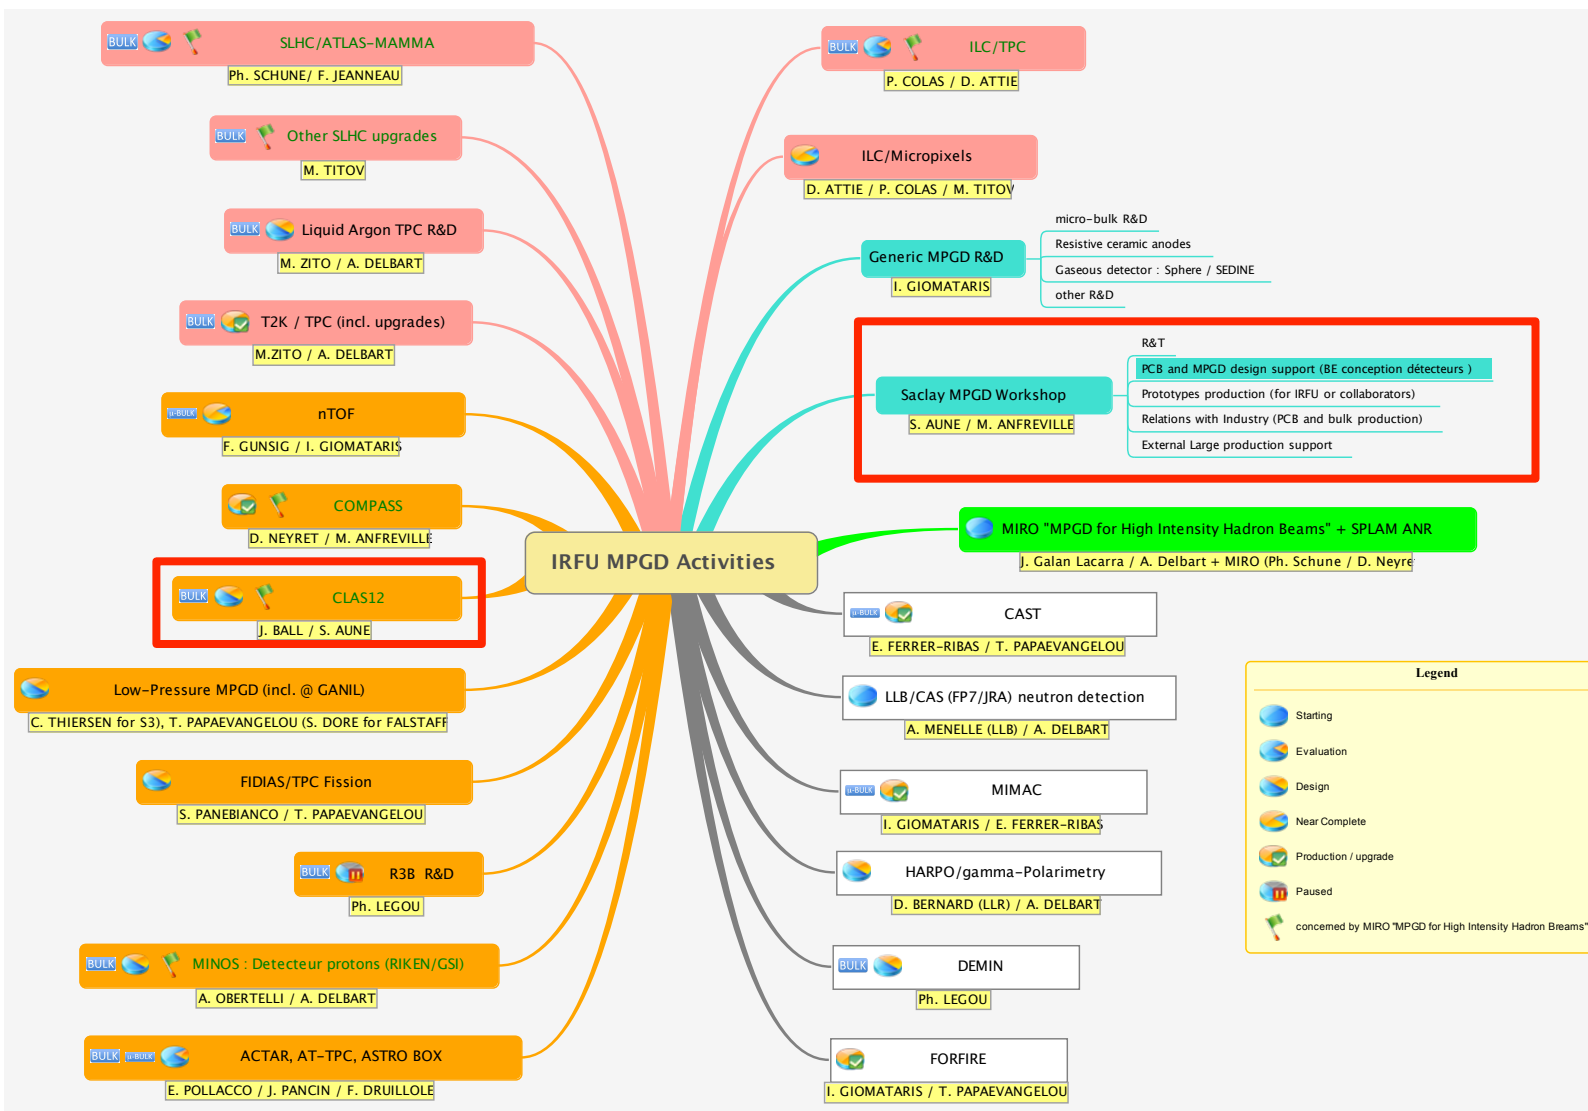 BULK SLHC/ATLAS-MAMMA
Ph. SCHUNE/ F. JEANNEAU
BULK Other SLHC upgrades
M. TITOV
BULK Liquid Argon TPC R&D
M. ZITO / A. DELBART
BULK T2K / TPC (incl. upgrades)
M.ZITO / A. DELBART
µ-BULK nTOF
F. GUNSIG / I. GIOMATARIS
COMPASS
D. NEYRET / M. ANFREVILLE
BULK CLAS12
J. BALL / S. AUNE
Low-Pressure MPGD (incl. @ GANIL)
C. THIERSEN for S3), T. PAPAEVANGELOU (S. DORE for FALSTAFF
FIDIAS/TPC Fission
S. PANEBIANCO / T. PAPAEVANGELOU
BULK R3B R&D
Ph. LEGOU
BULK MINOS : Detecteur protons (RIKEN/GSI)
A. OBERTELLI / A. DELBART
BULK µ-BULK ACTAR, AT-TPC, ASTRO BOX
E. POLLACCO / J. PANCIN / F. DRUILLOLE
IRFU MPGD Activities
BULK ILC/TPC
P. COLAS / D. ATTIE
ILC/Micropixels
D. ATTIE / P. COLAS / M. TITOV
Generic MPGD R&D
I. GIOMATARIS
micro-bulk R&D
Resistive ceramic anodes
Gaseous detector : Sphere / SEDINE
other R&D
Saclay MPGD Workshop
S. AUNE / M. ANFREVILLE
R&T
PCB and MPGD design support (BE conception détecteurs )
Prototypes production (for IRFU or collaborators)
Relations with Industry (PCB and bulk production)
External Large production support
MIRO "MPGD for High Intensity Hadron Beams" + SPLAM ANR
J. Galan Lacarra / A. Delbart + MIRO (Ph. Schune / D. Neyre
µ-BULK CAST
E. FERRER-RIBAS / T. PAPAEVANGELOU
LLB/CAS (FP7/JRA) neutron detection
A. MENELLE (LLB) / A. DELBART
µ-BULK MIMAC
I. GIOMATARIS / E. FERRER-RIBAS
HARPO/gamma-Polarimetry
D. BERNARD (LLR) / A. DELBART
BULK DEMIN
Ph. LEGOU
FORFIRE
I. GIOMATARIS / T. PAPAEVANGELOU
Legend
Starting
Evaluation
Design
Near Complete
Production / upgrade
Paused
concerned by MIRO "MPGD for High Intensity Hadron Breams"